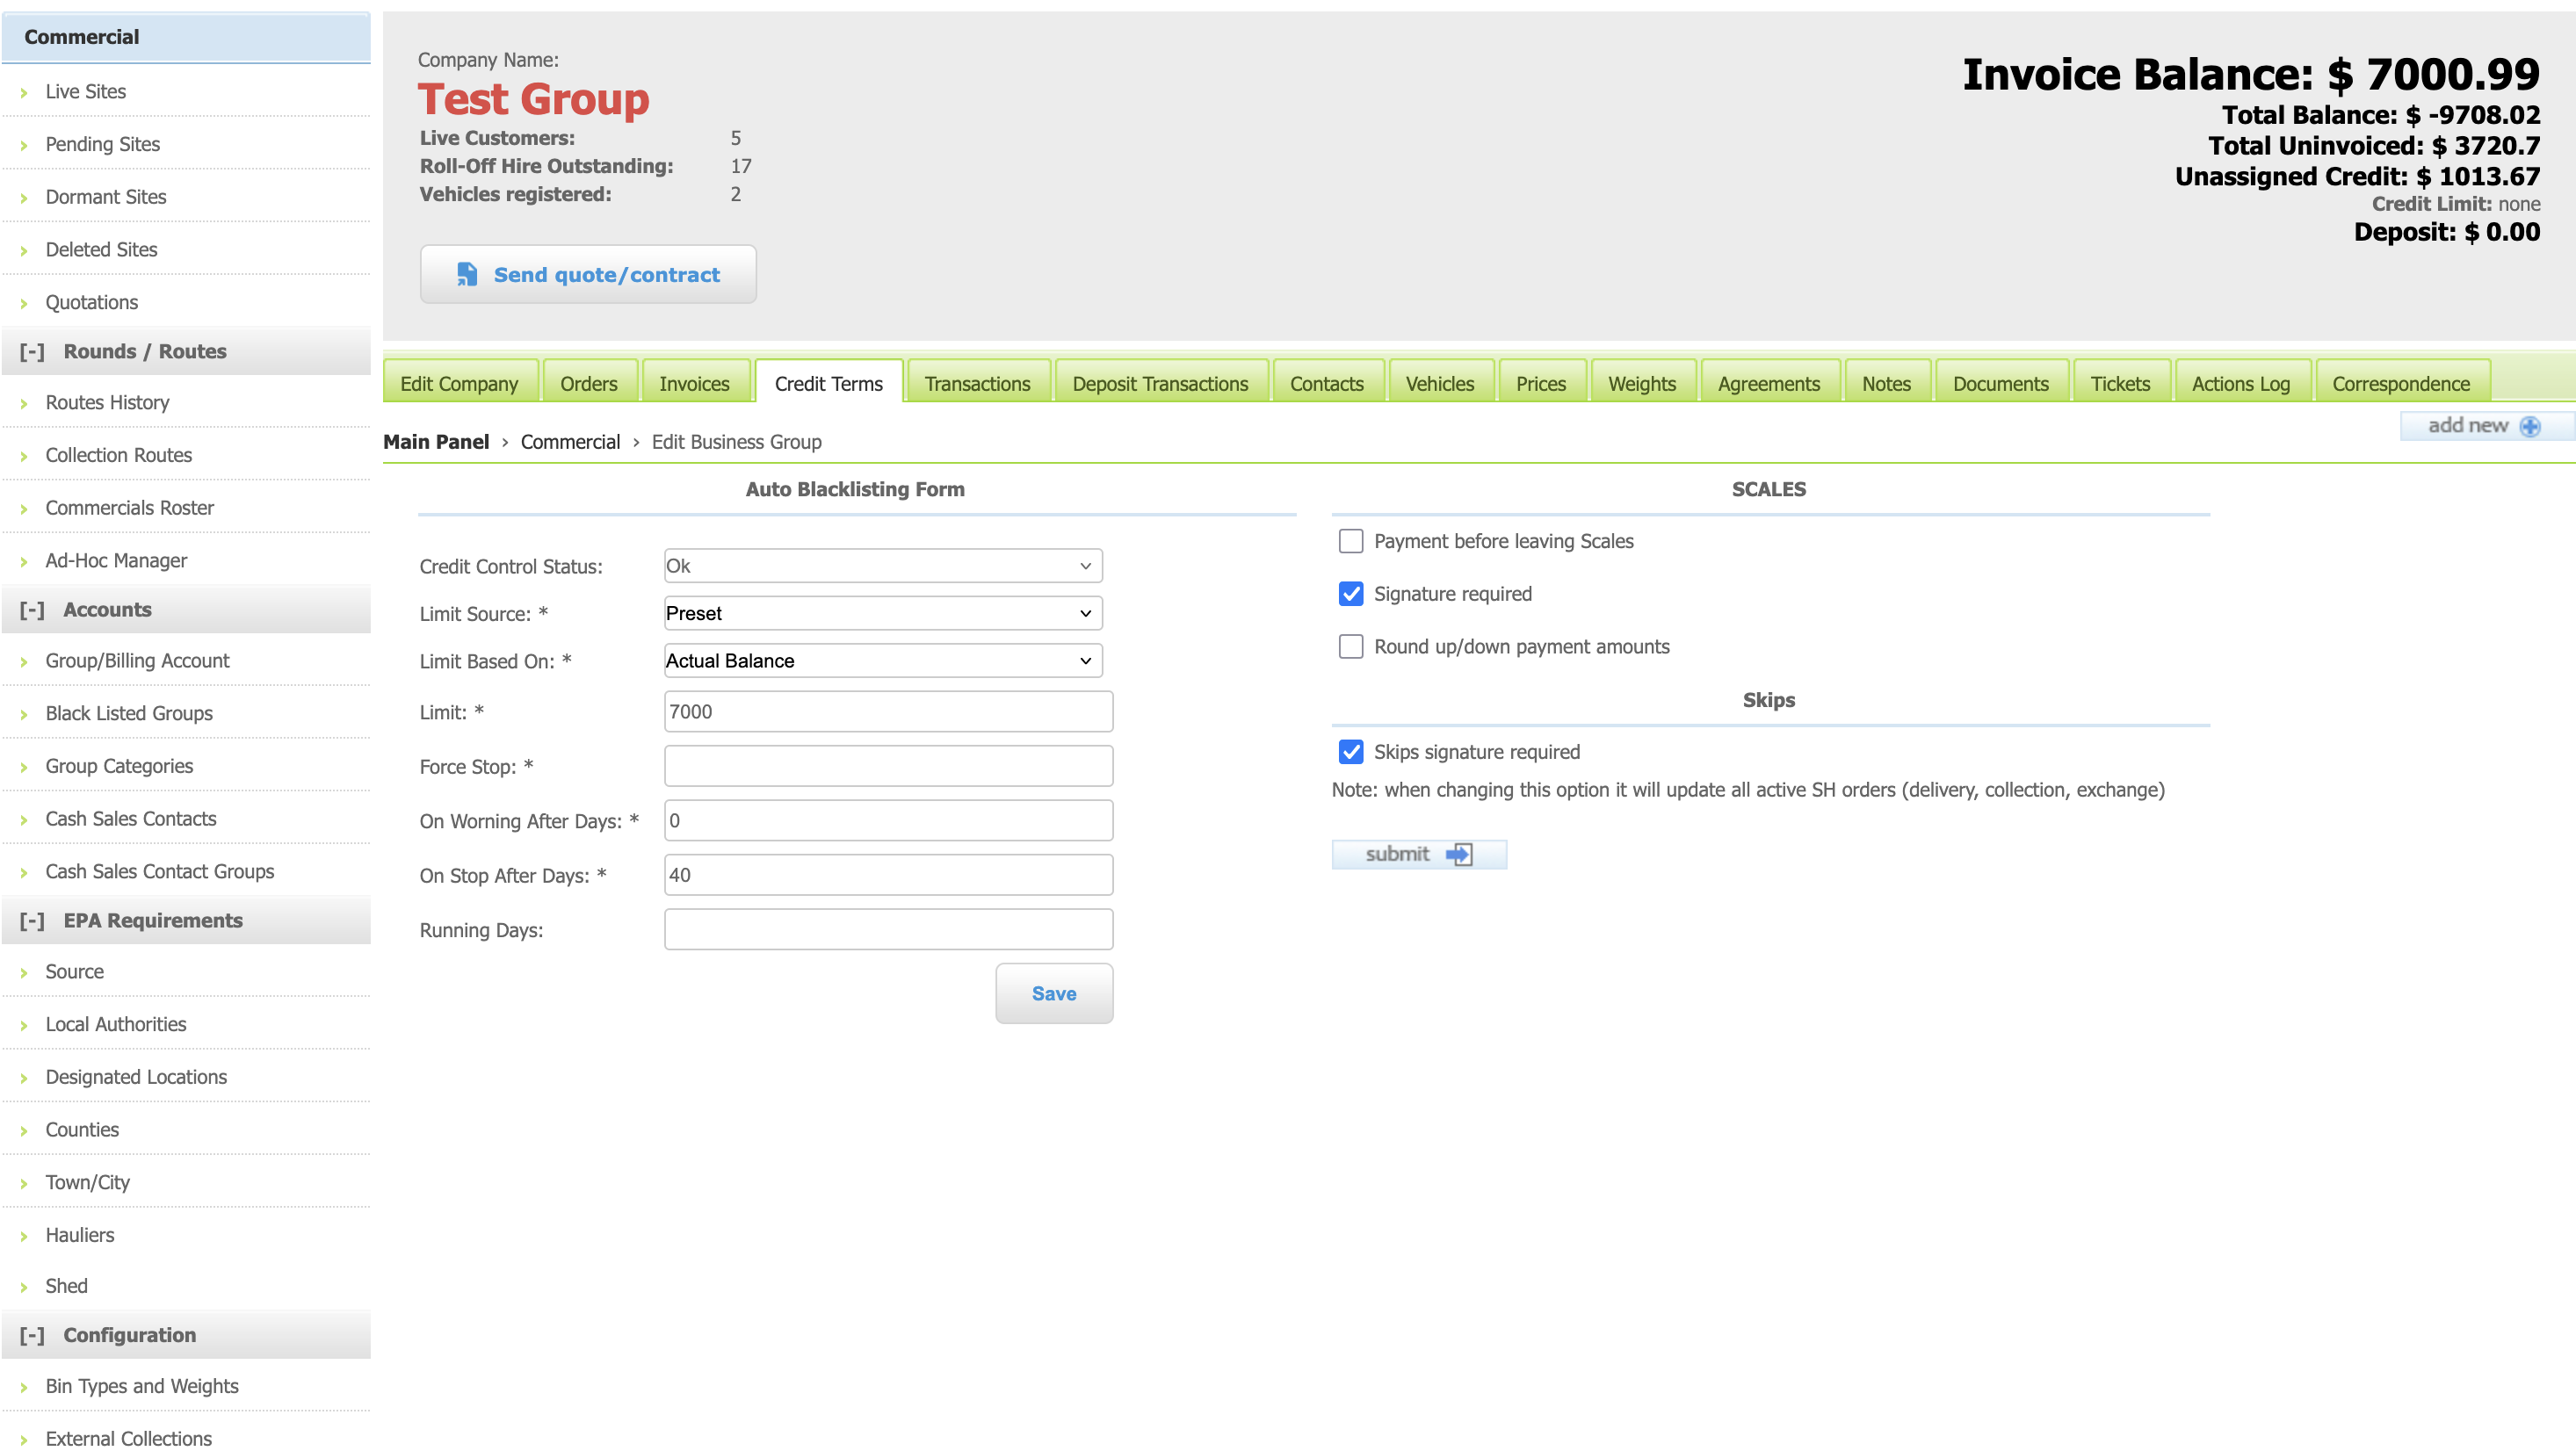 Commercial
Live Sites
Pending Sites
Dormant Sites
Deleted Sites
Quotations
[-] Rounds / Routes
Routes History
Collection Routes
Commercials Roster
Ad-Hoc Manager
[-] Accounts
Group/Billing Account
Black Listed Groups
Group Categories
Cash Sales Contacts
Cash Sales Contact Groups
[-] EPA Requirements
Source
Local Authorities
Designated Locations
Counties
Town/City
Hauliers
Shed
[-] Configuration
Bin Types and Weights
External Collections
Company Name:
Test Group
Live Customers: 5
Roll-Off Hire Outstanding: 17
Vehicles registered: 2
Send quote/contract
Invoice Balance: $ 7000.99
Total Balance: $ -9708.02
Total Uninvoiced: $ 3720.7
Unassigned Credit: $ 1013.67
Credit Limit: none
Deposit: $ 0.00
Edit Company Orders Invoices Credit Terms Transactions Deposit Transactions Contacts Vehicles Prices Weights Agreements Notes Documents Tickets Actions Log Correspondence
add new
Main Panel › Commercial › Edit Business Group
Auto Blacklisting Form
Credit Control Status: Ok
Limit Source: * Preset
Limit Based On: * Actual Balance
Limit: * 7000
Force Stop: *
On Worning After Days: * 0
On Stop After Days: * 40
Running Days:
Save
SCALES
Payment before leaving Scales
Signature required
Round up/down payment amounts
Skips
Skips signature required
Note: when changing this option it will update all active SH orders (delivery, collection, exchange)
submit